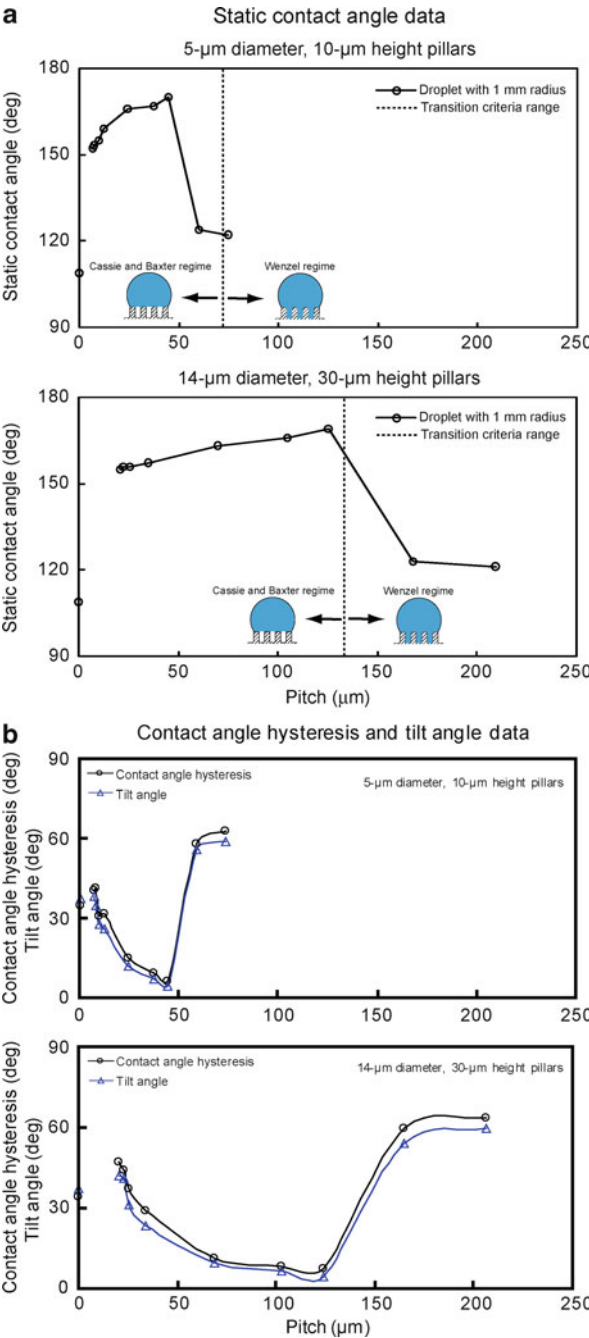 a
Static contact angle data
5-μm diameter, 10-μm height pillars
Static contact angle (deg)
180
150
120
90
Droplet with 1 mm radius
Transition criteria range
Cassie and Baxter regime
Wenzel regime
0
50
100
150
200
250
14-μm diameter, 30-μm height pillars
Static contact angle (deg)
180
150
120
90
Droplet with 1 mm radius
Transition criteria range
Cassie and Baxter regime
Wenzel regime
0
50
100
150
200
250
Pitch (μm)
b
Contact angle hysteresis and tilt angle data
Contact angle hysteresis (deg)
Tilt angle (deg)
90
60
30
0
Contact angle hysteresis
Tilt angle
5-μm diameter, 10-μm height pillars
0
50
100
150
200
250
Contact angle hysteresis (deg)
Tilt angle (deg)
90
60
30
0
Contact angle hysteresis
Tilt angle
14-μm diameter, 30-μm height pillars
0
50
100
150
200
250
Pitch (μm)